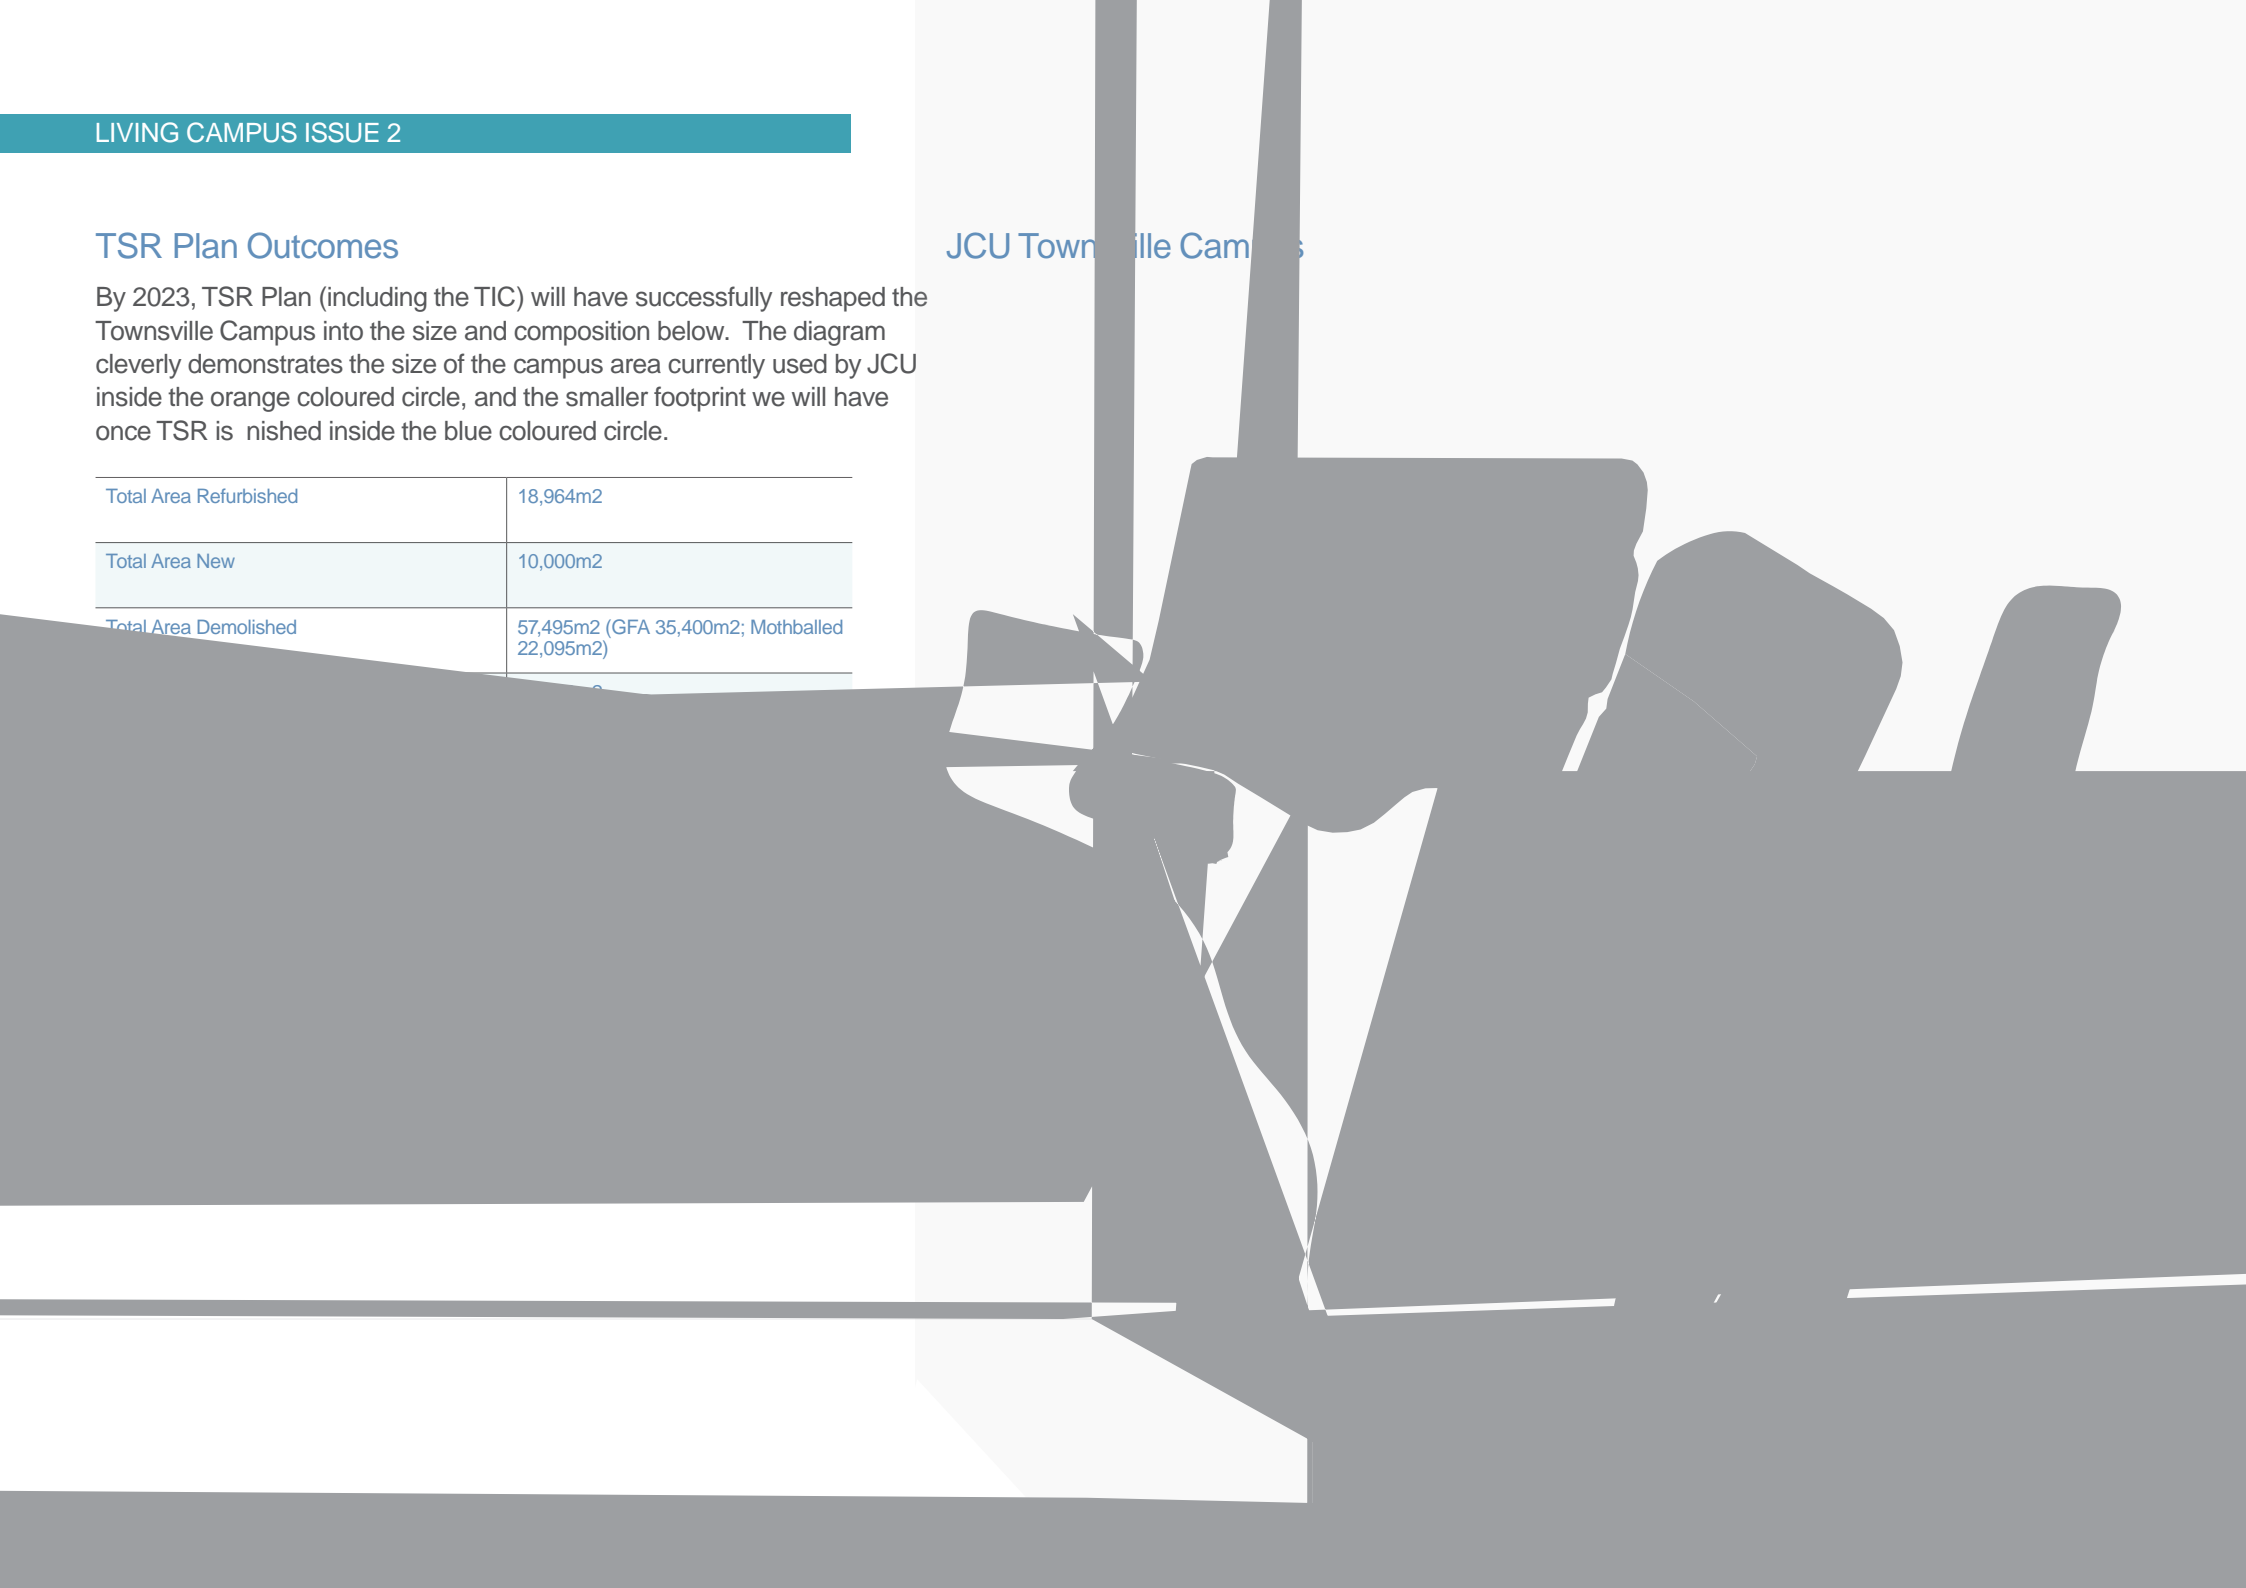 LIVING CAMPUS ISSUE 2
TSR Plan Outcomes
By 2023, TSR Plan (including the TIC) will have successfully reshaped the
Townsville Campus into the size and composition below. The diagram
cleverly demonstrates the size of the campus area currently used by JCU
inside the orange coloured circle, and the smaller footprint we will have
once TSR is nished inside the blue coloured circle.
Total Area Refurbished
18,964m2
Total Area New
10,000m2
Total Area Demolished
57,495m2 (GFA 35,400m2; Mothballed
22,095m2)
JCU Townsville Campus